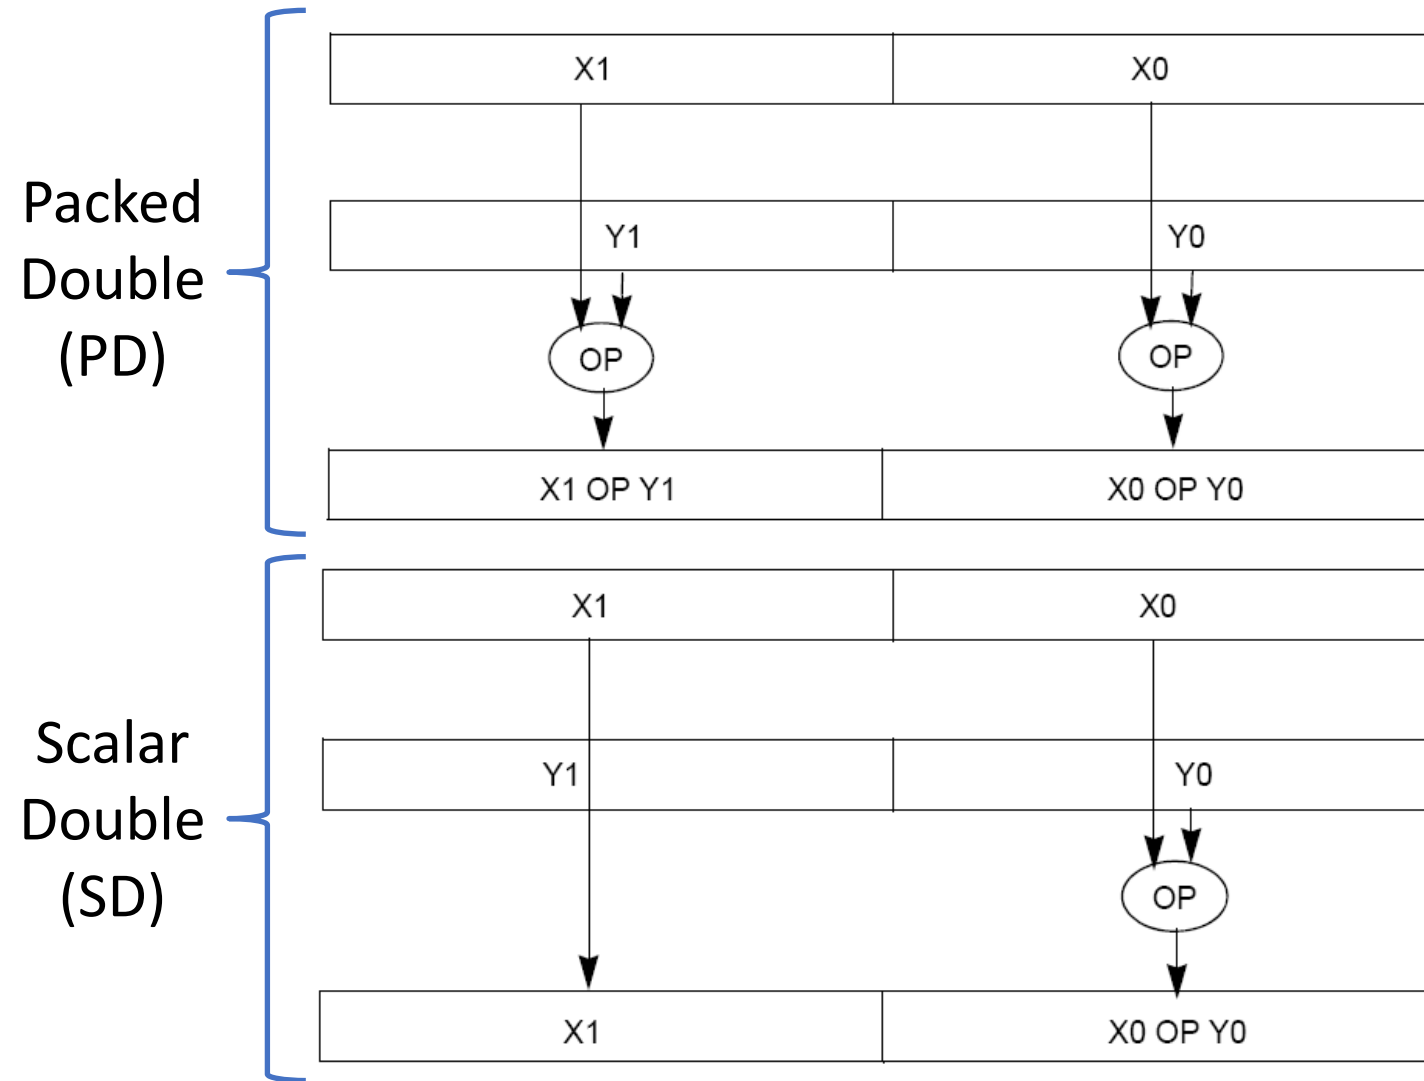 Packed
Double
(PD)
X1 X0
Y1 Y0
OP OP
X1 OP Y1 X0 OP Y0
Scalar
Double
(SD)
X1 X0
Y1 Y0
OP
X1 X0 OP Y0